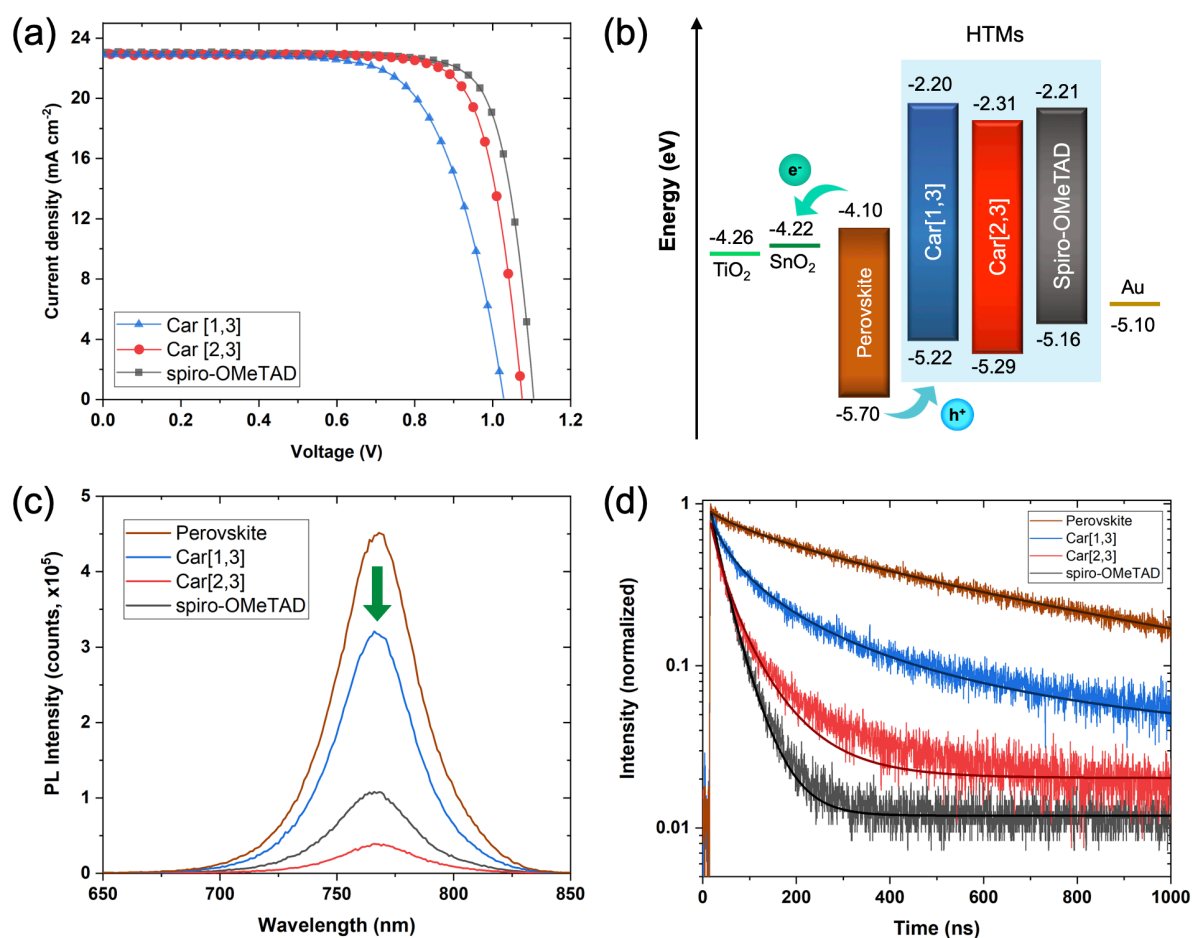 (a)
24
21
18
15
12
9
6
3
0
Current density (mA cm⁻²)
Car [1,3]
Car [2,3]
spiro-OMeTAD
0.0 0.2 0.4 0.6 0.8 1.0 1.2
Voltage (V)
(b)
HTMs
Energy (eV)
e⁻
-4.26
TiO₂
-4.22
SnO₂
-4.10
Perovskite
-5.70
h⁺
-2.20
Car[1,3]
-5.22
-2.31
Car[2,3]
-5.29
-2.21
Spiro-OMeTAD
-5.16
Au
-5.10
(c)
5
4
3
2
1
0
PL Intensity (counts, x10⁵)
Perovskite
Car[1,3]
Car[2,3]
spiro-OMeTAD
650 700 750 800 850
Wavelength (nm)
(d)
1
0.1
0.01
Intensity (normalized)
Perovskite
Car[1,3]
Car[2,3]
spiro-OMeTAD
0 200 400 600 800 1000
Time (ns)